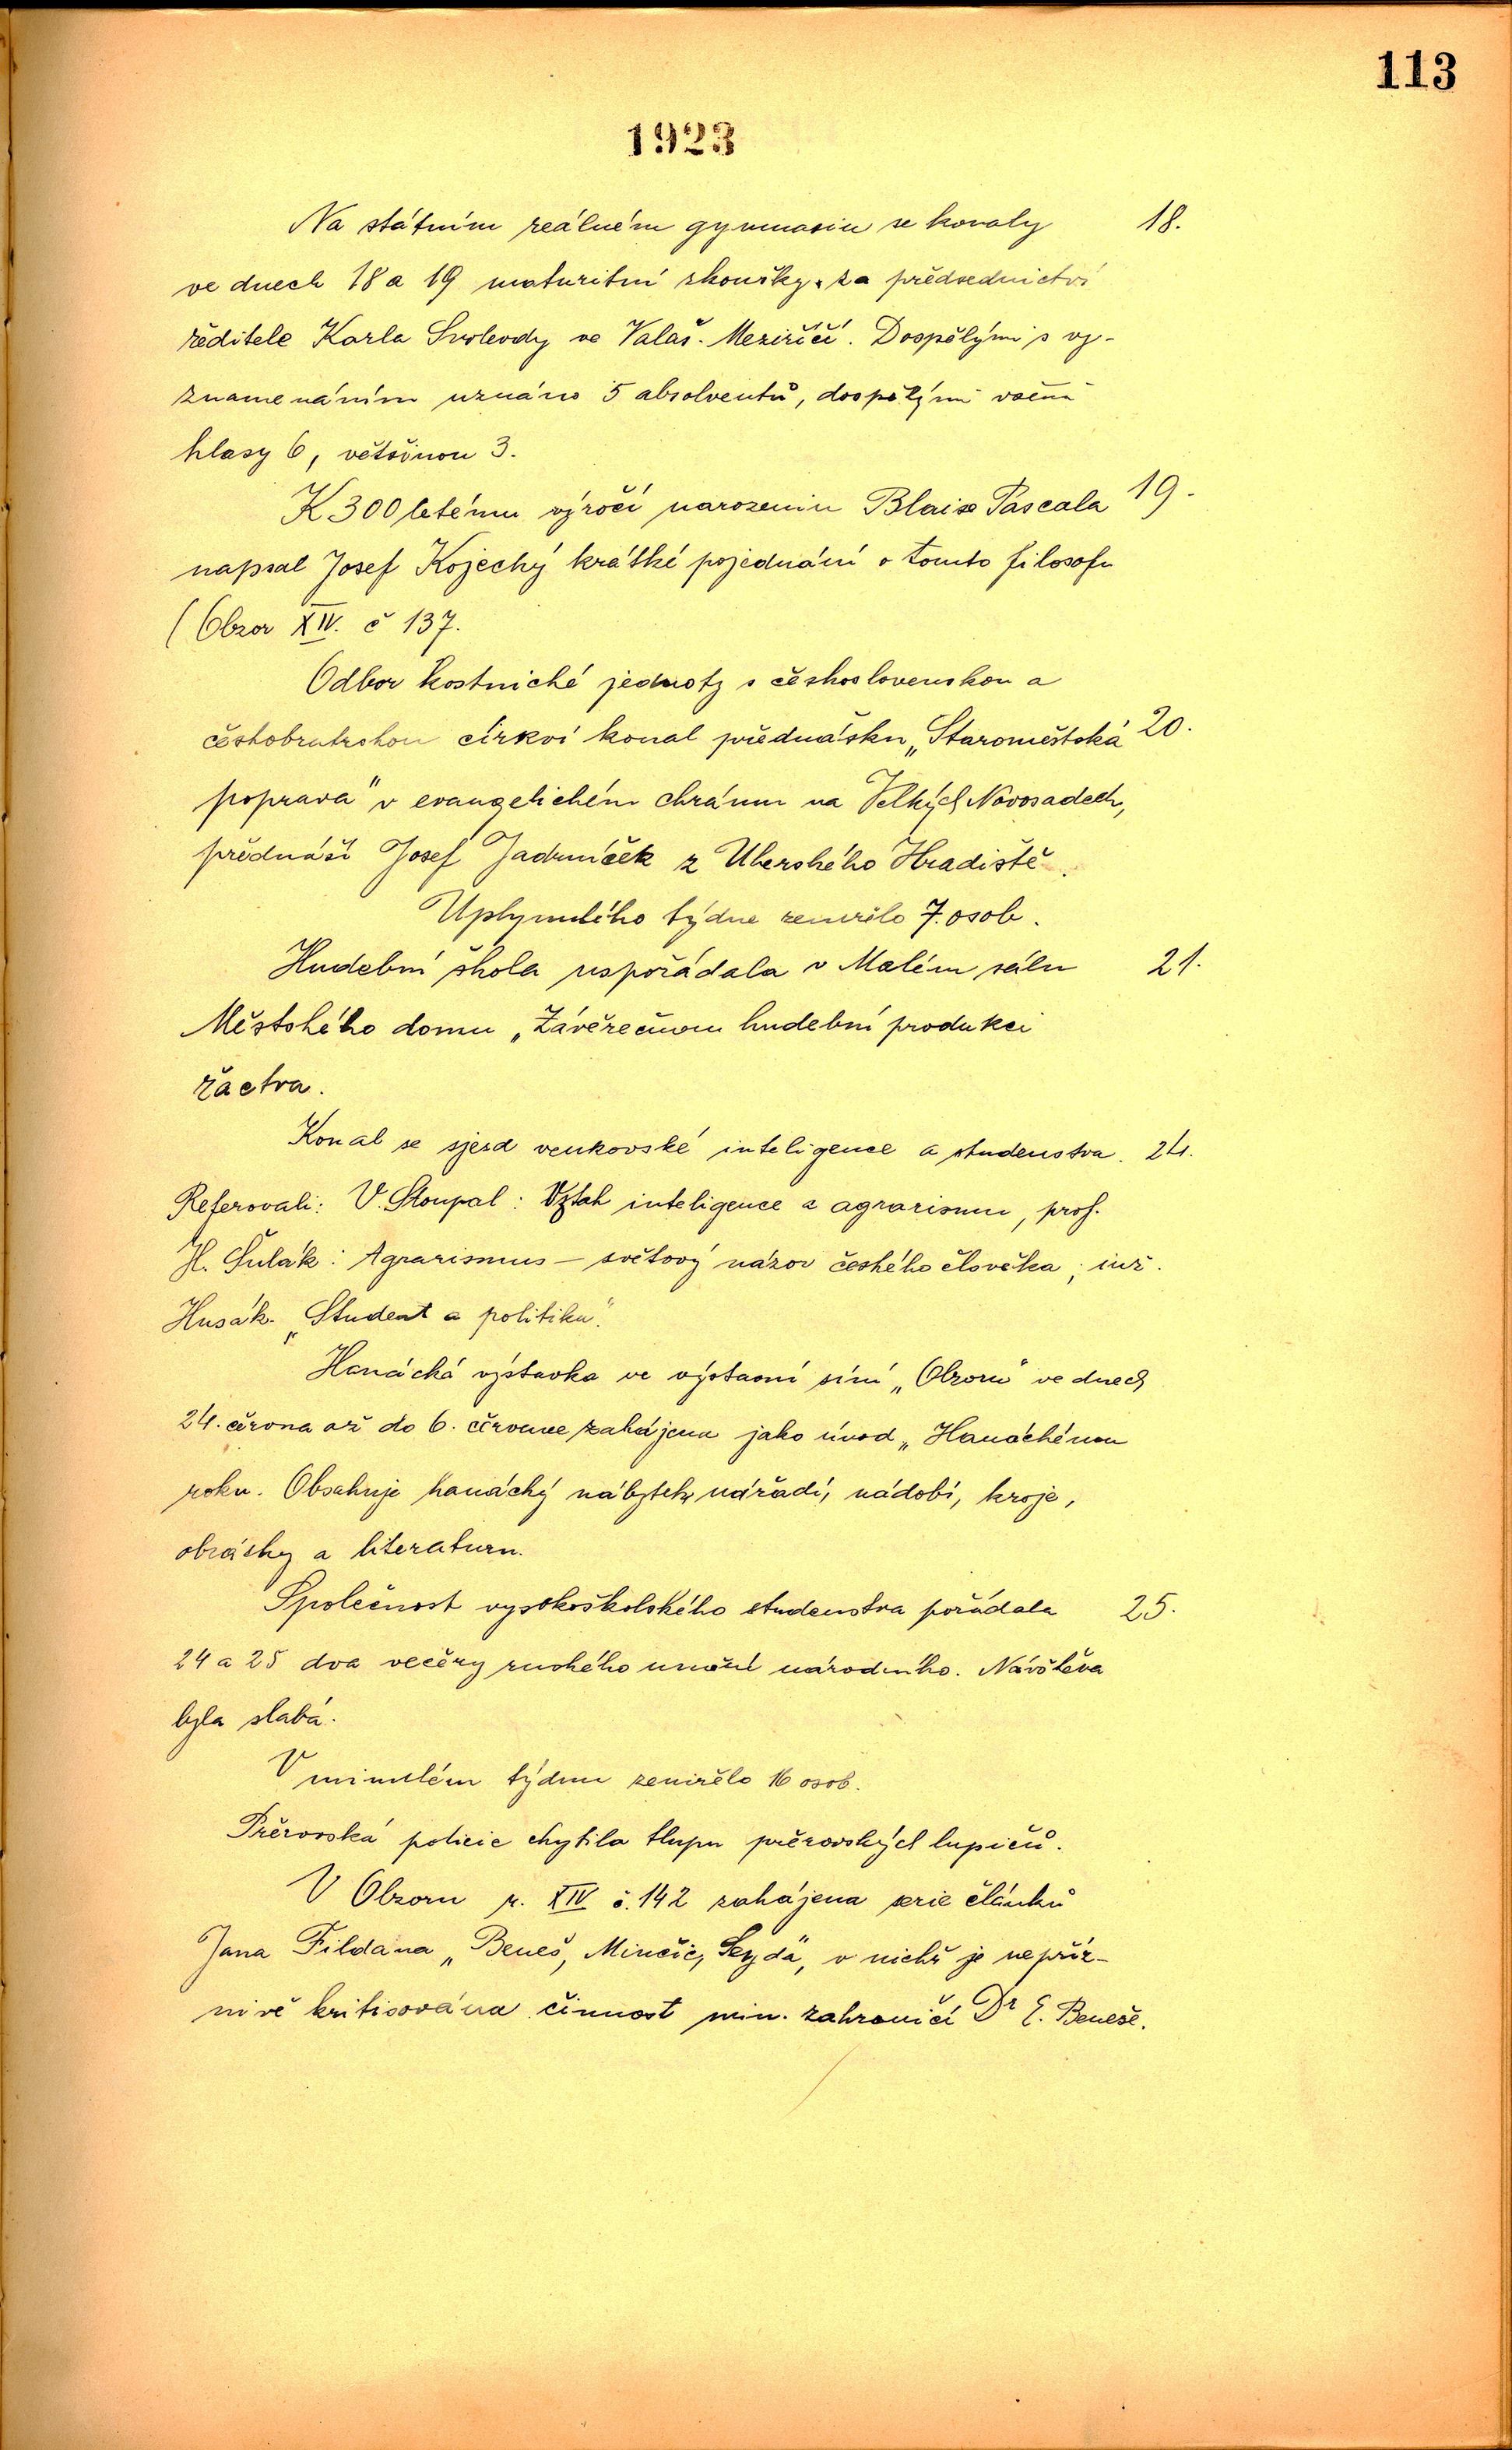 113
1923
Na státním reálném gymnasiu se konaly 18.
ve dnech 18 a 19 maturitní zkoušky za předsednictví
ředitele Karla Svobody ve Valaš. Meziříčí. Dospělými s vy-
znamenáním uznáno 5 absolventů, dospělými všemi
hlasy 6, většinou 3.
K 300letému výročí narozenin Blaise Pascala 19.
napsal Josef Kojechý krátké pojednání o tomto filosofu
(Obzor XIV. č 137.
Odbor kostnické jednoty s československou a
českobratrskou církví konal přednášku „Staroměstská 20.
poprava" v evangelickém chrámu na Velkých Novosadech,
přednáší Josef Jadrníček z Uherského Hradiště.
Uplynulého týdne zemřelo 7. osob.
Hudební škola uspořádala v Malém sálu 21.
Městského domu „Závěrečnou hudební produkci
žactva.
Konal se sjezd venkovské inteligence a studenstva. 24.
Referovali: V. Stoupal: Vztah inteligence a agrarismu, prof.
H. Šulák: Agrarismus – světový názor českého člověka, inž.
Husák. „Student a politika".
Hanácká výstavka ve výstavní síni „Obzoru" ve dnech
24. června až do 6. července zahájena jako úvod „Hanáckému
roku. Obsahuje hanácký nábytek, nářadí, nádobí, kroje,
obrázky a literaturu.
Společnost vysokoškolského studenstva pořádala 25.
24 a 25 dva večery ruského umění národního. Návštěva
byla slabá.
V minulém týdnu zemřelo 16 osob.
Přerovská policie chytila tlupu přerovských lupičů.
V Obzoru r. XIV č. 142 zahájena serie článků
Jana Fildana „Beneš, Minčič, Seyda", v nichž je nepříz-
nivě kritisována činnost min. zahraničí Dr E. Beneše.